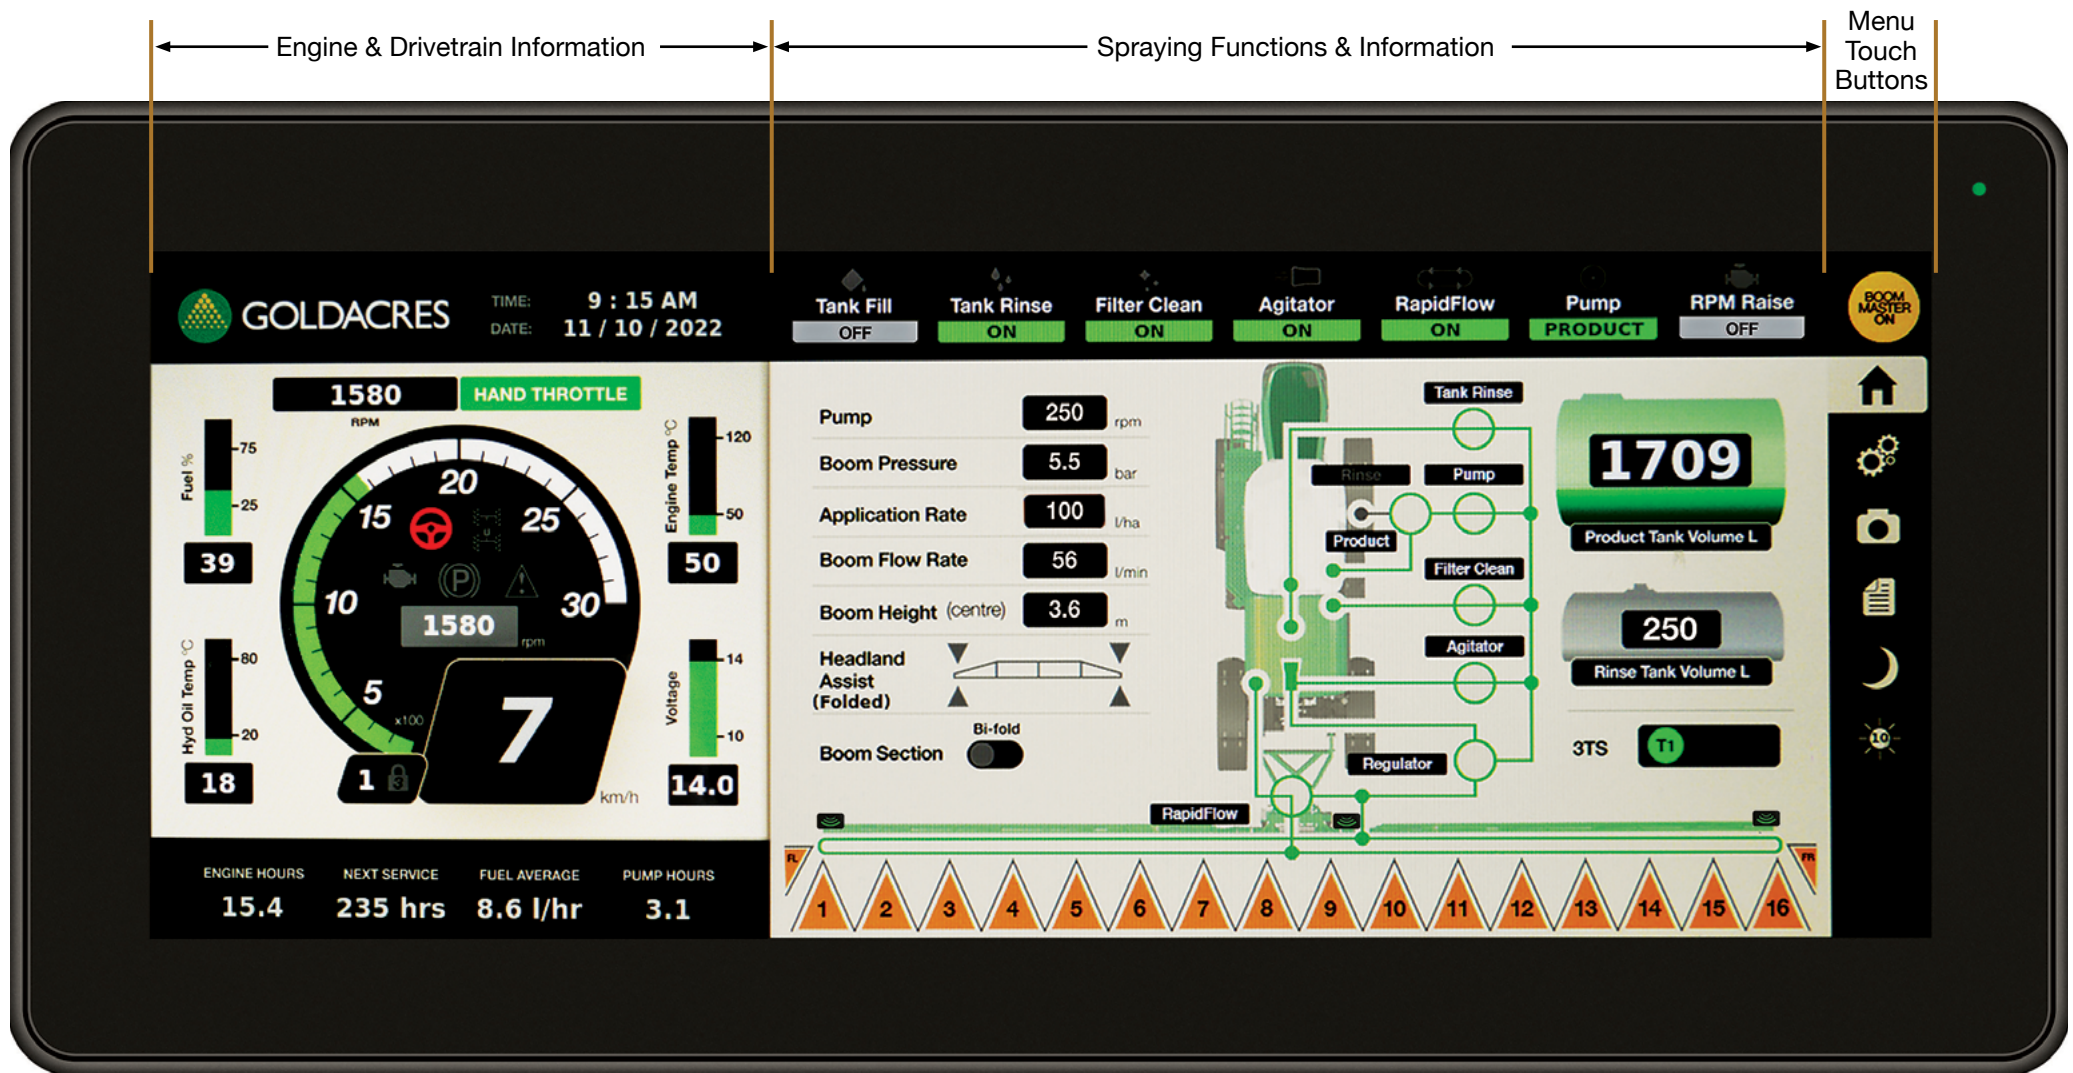 Engine & Drivetrain Information
Spraying Functions & Information
Menu
Touch
Buttons
GOLDACRES
TIME: 9 : 15 AM
DATE: 11 / 10 / 2022
Tank Fill
OFF
Tank Rinse
ON
Filter Clean
ON
Agitator
ON
RapidFlow
ON
Pump
PRODUCT
RPM Raise
OFF
BOOM
MASTER
ON
1580
RPM
HAND THROTTLE
Fuel %
75
25
39
Engine Temp °C
120
50
50
5
10
15
20
25
30
x100
P
1580
rpm
Hyd Oil Temp °C
80
20
18
1
3
7
km/h
Voltage
14
10
14.0
ENGINE HOURS
15.4
NEXT SERVICE
235 hrs
FUEL AVERAGE
8.6 l/hr
PUMP HOURS
3.1
Pump 250 rpm
Boom Pressure 5.5 bar
Application Rate 100 l/ha
Boom Flow Rate 56 l/min
Boom Height (centre) 3.6 m
Headland
Assist
(Folded)
Bi-fold
Boom Section
Tank Rinse
Rinse
Pump
Product
Filter Clean
Agitator
Regulator
RapidFlow
1709
Product Tank Volume L
250
Rinse Tank Volume L
3TS T1
10
FL 1 2 3 4 5 6 7 8 9 10 11 12 13 14 15 16 FR